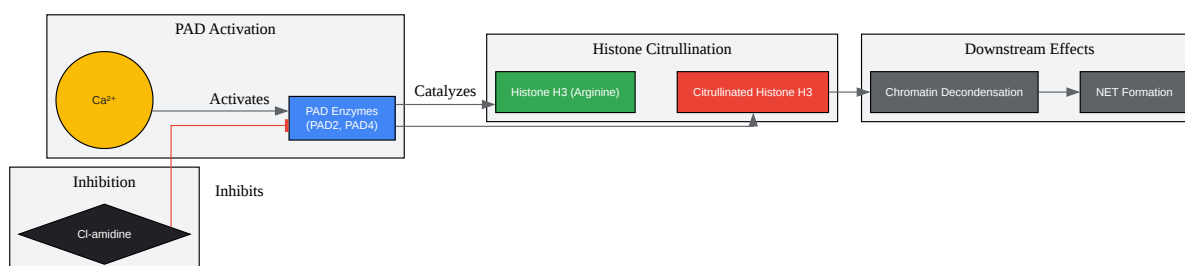 PAD Activation
Ca²⁺
Activates
PAD Enzymes
(PAD2, PAD4)
Catalyzes
Histone Citrullination
Histone H3 (Arginine)
Citrullinated Histone H3
Downstream Effects
Chromatin Decondensation
NET Formation
Inhibition
Inhibits
Cl-amidine